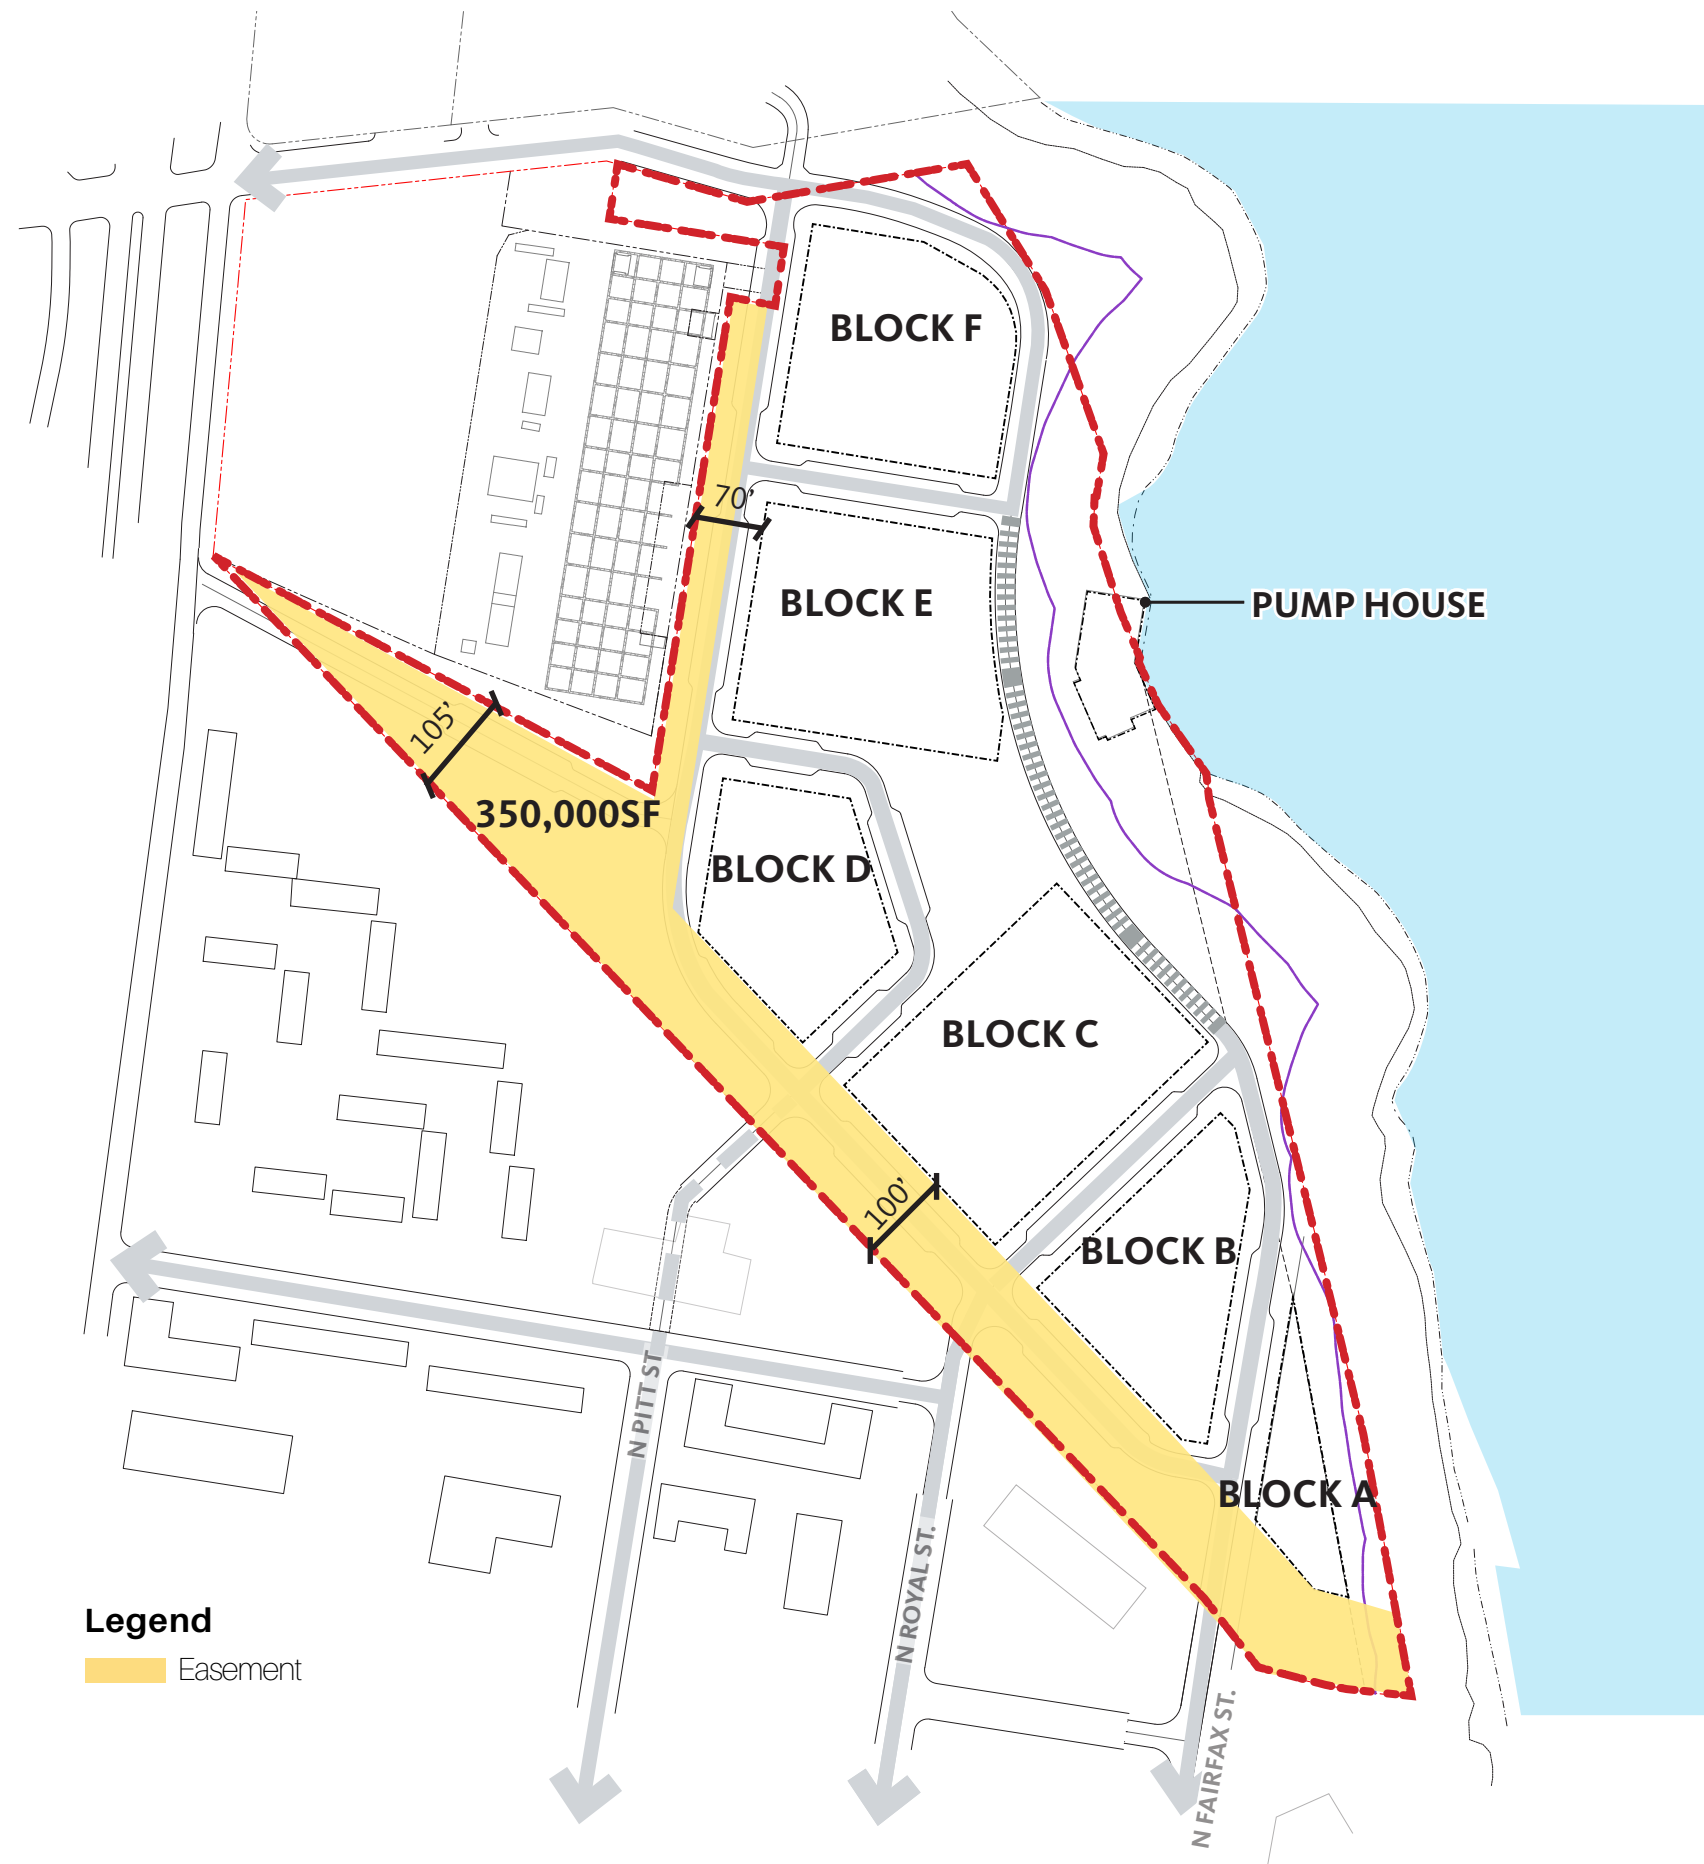 BLOCK F
70’
BLOCK E
PUMP HOUSE
105’
350,000SF
BLOCK D
BLOCK C
100’
BLOCK B
N PITT ST
BLOCK A
N ROYAL ST.
N FAIRFAX ST.
Legend
Easement